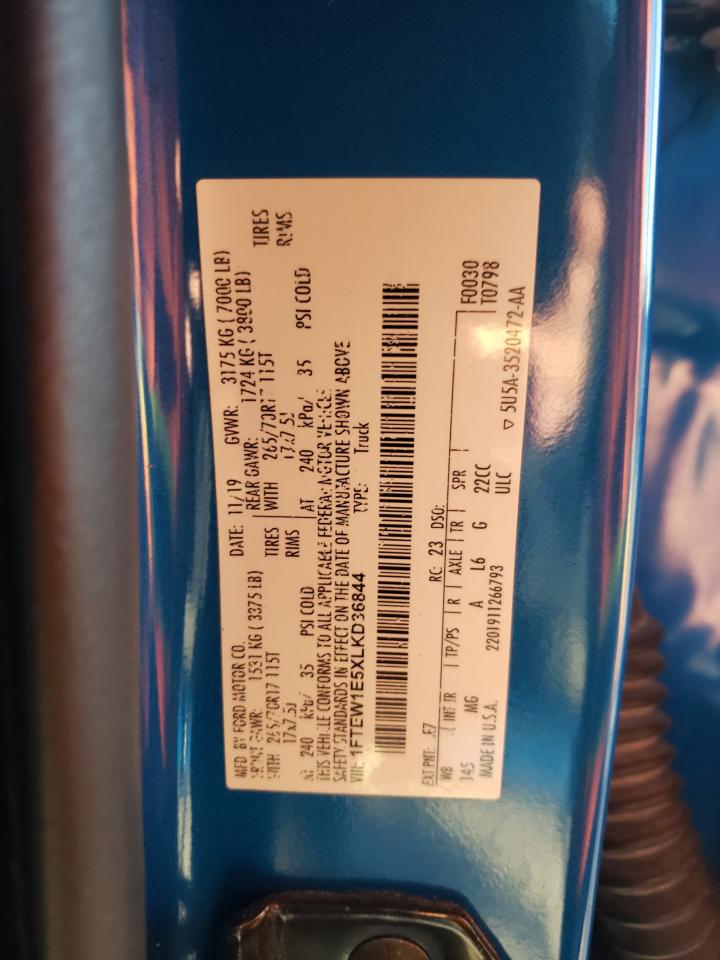 MFD. BY FORD MOTOR CO.
DATE: 11/19 GVWR: 3175 KG ( 7000 LB)
FRONT GAWR: 1531 KG ( 3375 LB)
REAR GAWR: 1724 KG ( 3800 LB)
WITH 265/70R17 115T TIRES
WITH 265/70R17 115T TIRES
17x7.5J RIMS
17x7.5J RIMS
AT 240 kPa/ 35 PSI COLD
AT 240 kPa/ 35 PSI COLD
THIS VEHICLE CONFORMS TO ALL APPLICABLE FEDERAL MOTOR VEHICLE
SAFETY STANDARDS IN EFFECT ON THE DATE OF MANUFACTURE SHOWN ABOVE.
VIN: 1FTEW1E5XLKD36844
TYPE: Truck
EXT PNT: RC: 23 DSO: F0030
WB INT TR TP/PS R AXLE TR SPR T0798
145 MG A L6 G 22CC
MADE IN U.S.A. 2201911266793 ULC
▽ 5U5A-3520472-AA